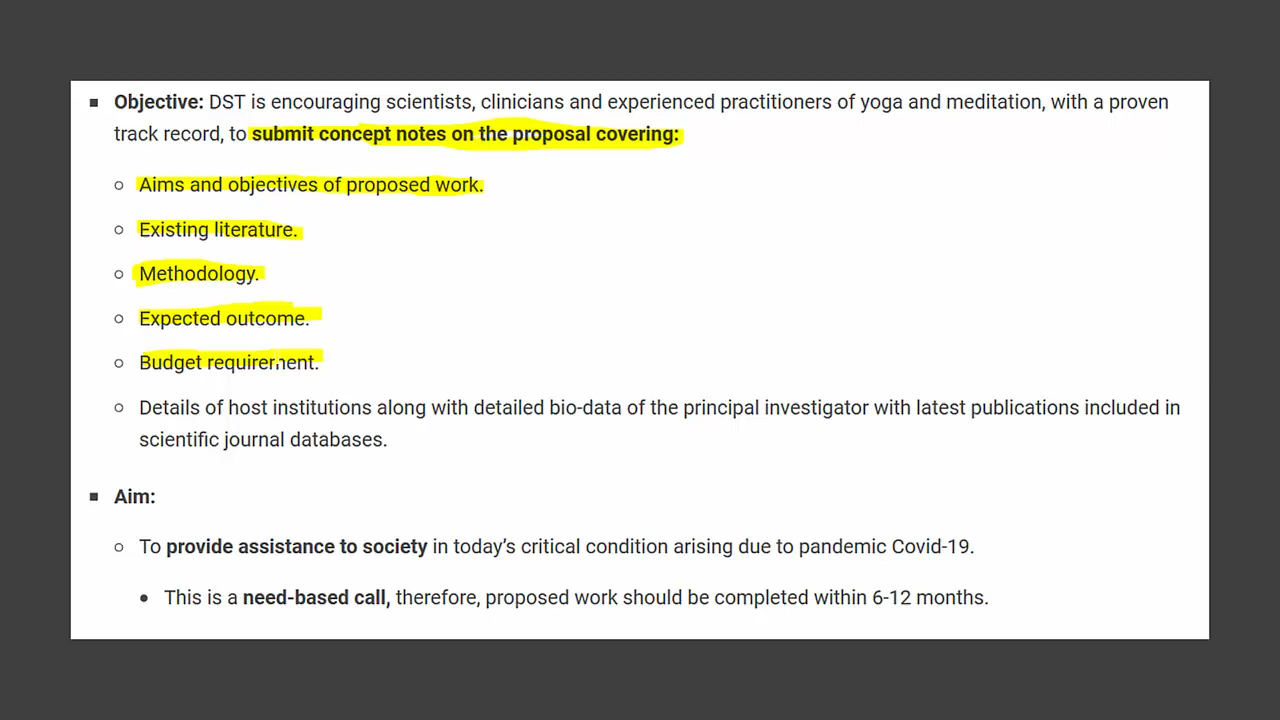 Objective: DST is encouraging scientists, clinicians and experienced practitioners of yoga and meditation, with a proven
track record, to submit concept notes on the proposal covering:
Aims and objectives of proposed work.
Existing literature.
Methodology.
Expected outcome.
Budget requirement.
Details of host institutions along with detailed bio-data of the principal investigator with latest publications included in
scientific journal databases.
Aim:
To provide assistance to society in today’s critical condition arising due to pandemic Covid-19.
This is a need-based call, therefore, proposed work should be completed within 6-12 months.